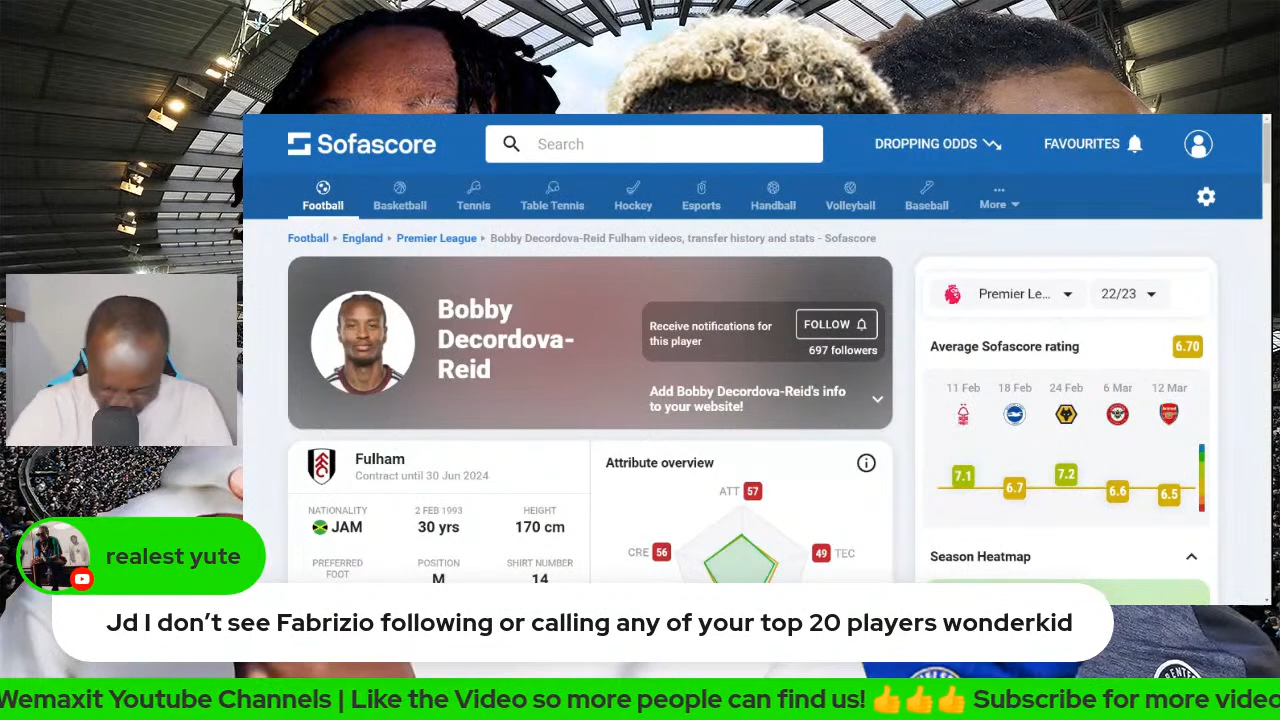 Sofascore
Search
DROPPING ODDS
FAVOURITES
Football
Basketball
Tennis
Table Tennis
Hockey
Esports
Handball
Volleyball
Baseball
More
Football England Premier League Bobby Decordova-Reid Fulham videos, transfer history and stats - Sofascore
Bobby
Decordova-
Reid
Receive notifications for
this player
FOLLOW
697 followers
Add Bobby Decordova-Reid's info
to your website!
Premier Le...
22/23
Average Sofascore rating
6.70
11 Feb
18 Feb
24 Feb
6 Mar
12 Mar
7.1
6.7
7.2
6.6
6.5
Season Heatmap
Fulham
Contract until 30 Jun 2024
NATIONALITY
JAM
2 FEB 1993
30 yrs
HEIGHT
170 cm
PREFERRED
FOOT
POSITION
M
SHIRT NUMBER
14
Attribute overview
ATT 57
CRE 56
49 TEC
realest yute
Jd I don’t see Fabrizio following or calling any of your top 20 players wonderkid
Wemaxit Youtube Channels | Like the Video so more people can find us! 👍👍👍 Subscribe for more video